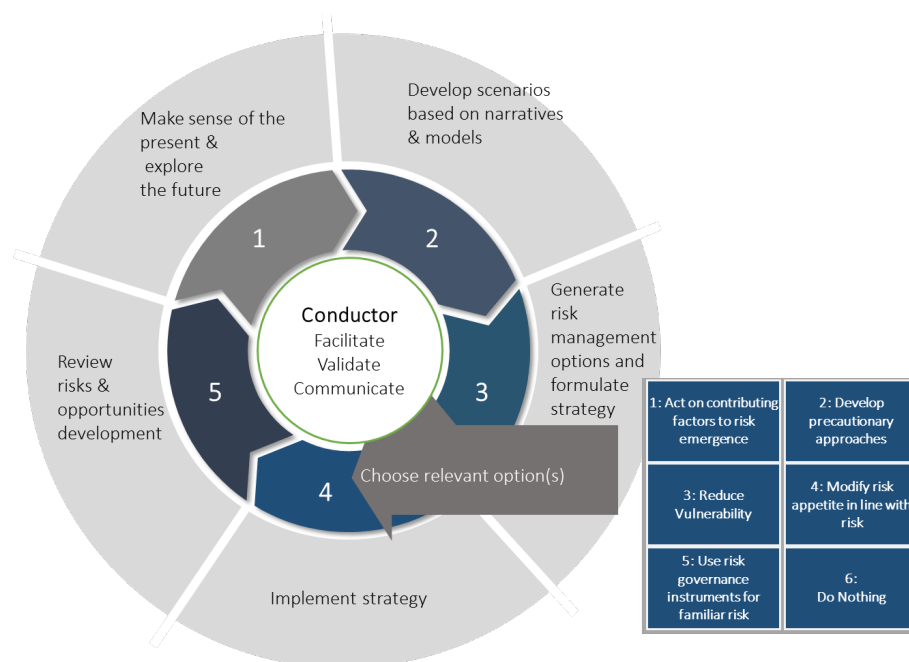 Make sense of the
present &
explore
the future
Develop scenarios
based on narratives
& models
1
2
Generate
risk
management
options and
formulate
strategy
Conductor
Facilitate
Validate
Communicate
Review
risks &
opportunities
development
5
3
4
Choose relevant option(s)
Implement strategy
1: Act on contributing
factors to risk
emergence
2: Develop
precautionary
approaches
3: Reduce
Vulnerability
4: Modify risk
appetite in line with
risk
5: Use risk
governance
instruments for
familiar risk
6:
Do Nothing